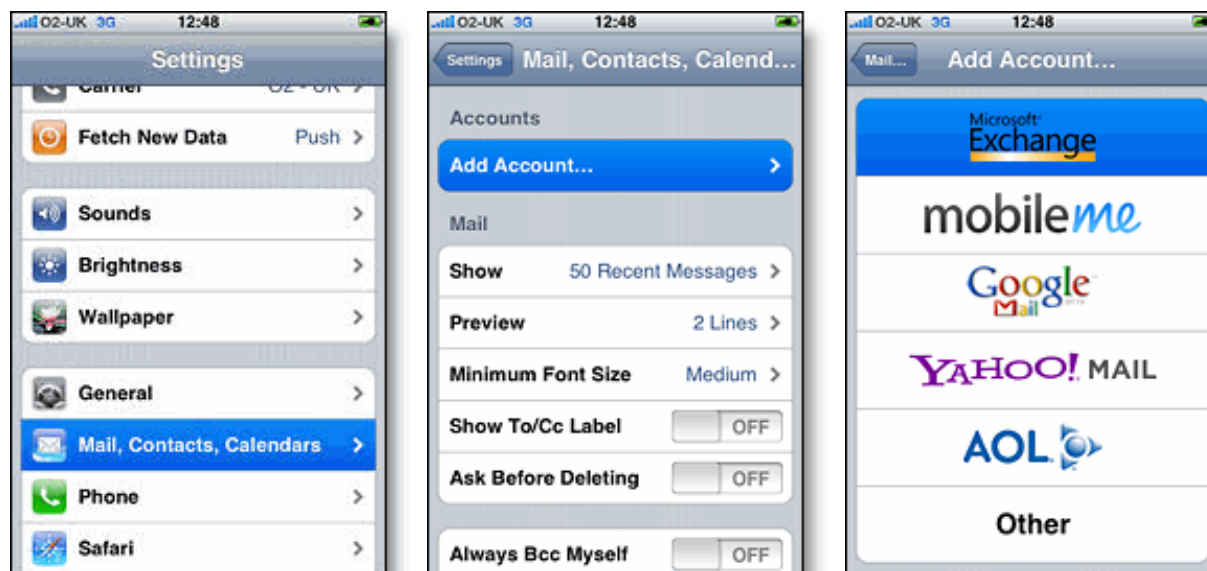 O2-UK 3G 12:48
Settings
Carrier O2 - UK
Fetch New Data Push
Sounds
Brightness
Wallpaper
General
Mail, Contacts, Calendars
Phone
Safari
O2-UK 3G 12:48
Settings Mail, Contacts, Calend...
Accounts
Add Account...
Mail
Show 50 Recent Messages
Preview 2 Lines
Minimum Font Size Medium
Show To/Cc Label OFF
Ask Before Deleting OFF
Always Bcc Myself OFF
O2-UK 3G 12:48
Mail... Add Account...
Microsoft
Exchange
mobileme
Google
Mail
YAHOO! MAIL
AOL
Other